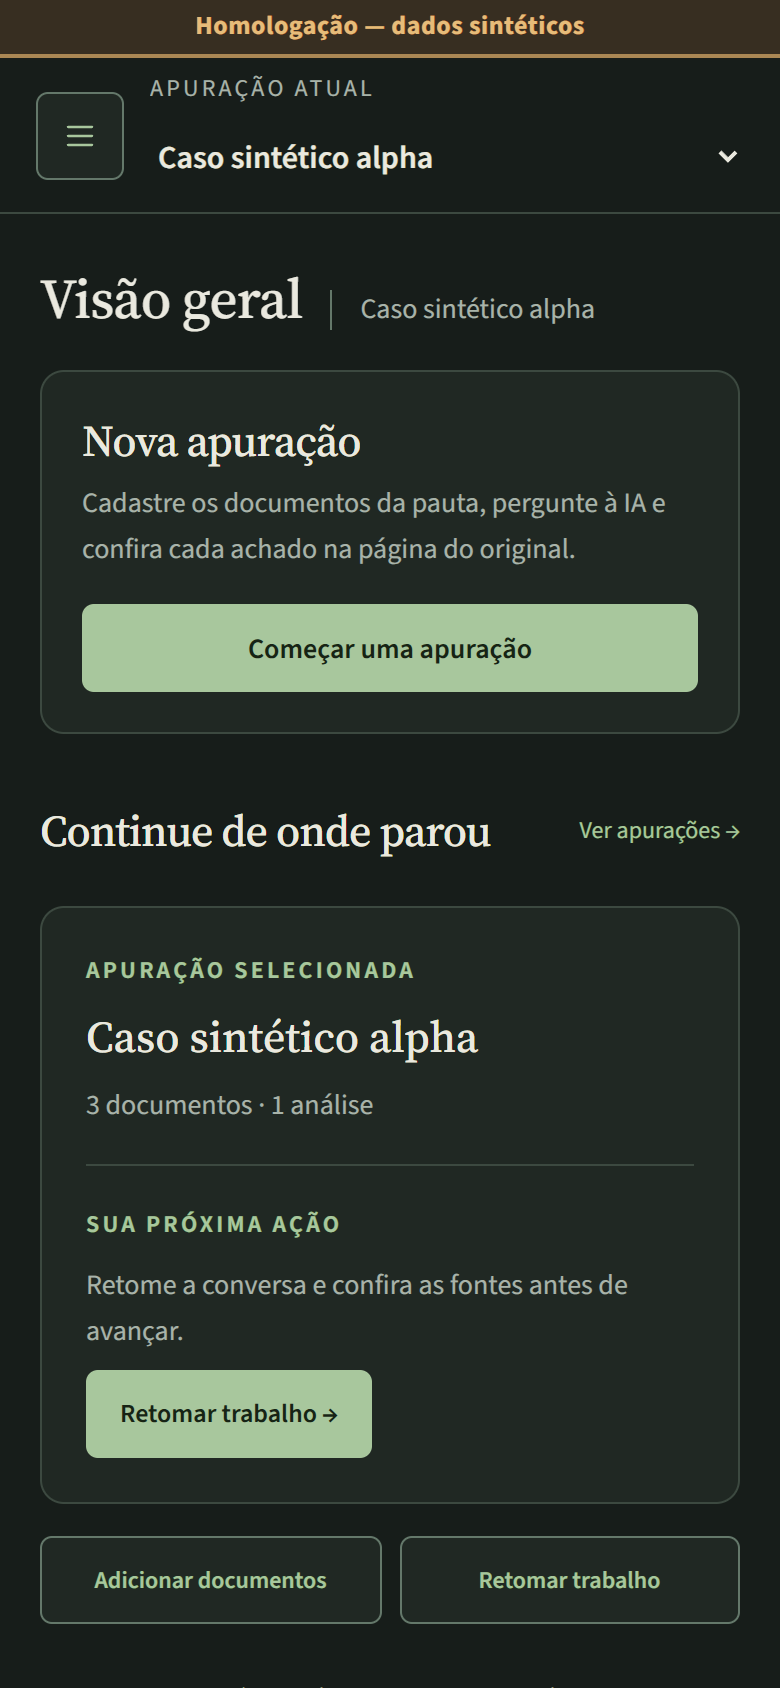 Homologação — dados sintéticos
APURAÇÃO ATUAL
Caso sintético alpha
Visão geral
Caso sintético alpha
Nova apuração
Cadastre os documentos da pauta, pergunte à IA e
confira cada achado na página do original.
Começar uma apuração
Continue de onde parou
Ver apurações →
APURAÇÃO SELECIONADA
Caso sintético alpha
3 documentos · 1 análise
SUA PRÓXIMA AÇÃO
Retome a conversa e confira as fontes antes de
avançar.
Retomar trabalho →
Adicionar documentos
Retomar trabalho